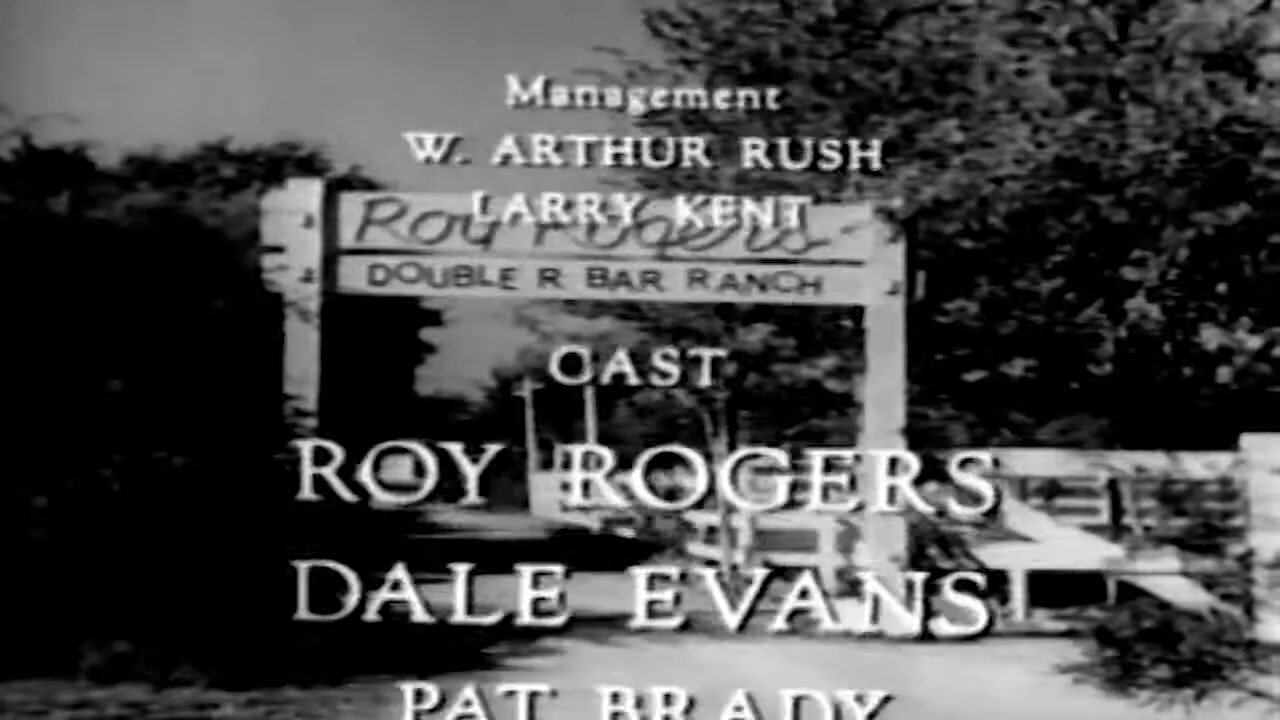 Management
W. ARTHUR RUSH
LARRY KENT
Roy Rogers
DOUBLE R BAR RANCH
CAST
ROY ROGERS
DALE EVANS
PAT BRADY